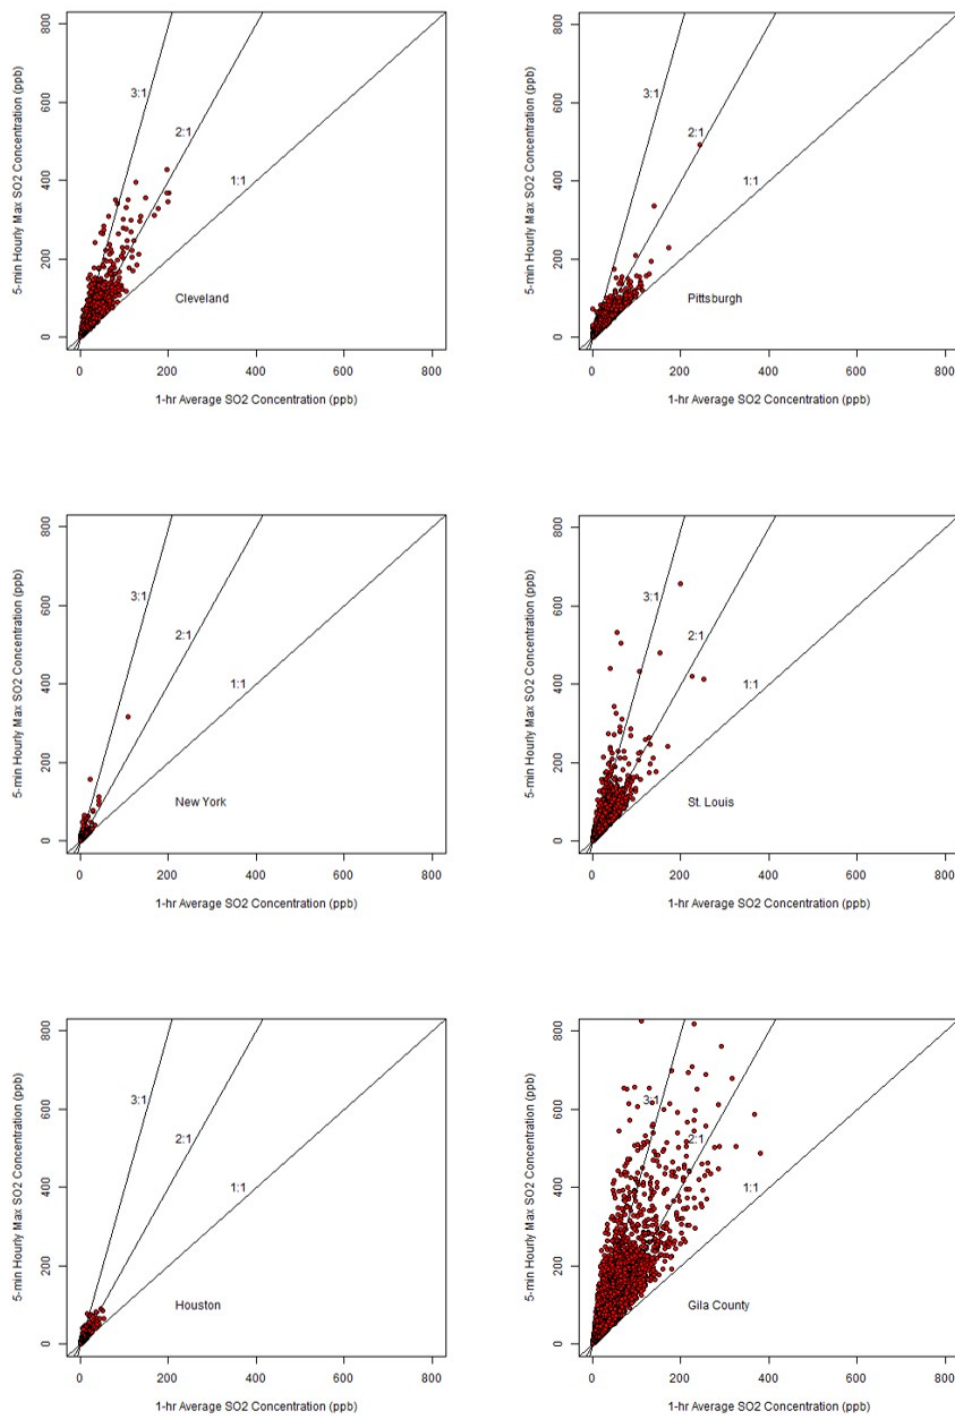 800
600
400
200
0
5-min Hourly Max SO2 Concentration (ppb)
3:1
2:1
1:1
Cleveland
0 200 400 600 800
1-hr Average SO2 Concentration (ppb)
800
600
400
200
0
5-min Hourly Max SO2 Concentration (ppb)
3:1
2:1
1:1
Pittsburgh
0 200 400 600 800
1-hr Average SO2 Concentration (ppb)
800
600
400
200
0
5-min Hourly Max SO2 Concentration (ppb)
3:1
2:1
1:1
New York
0 200 400 600 800
1-hr Average SO2 Concentration (ppb)
800
600
400
200
0
5-min Hourly Max SO2 Concentration (ppb)
3:1
2:1
1:1
St. Louis
0 200 400 600 800
1-hr Average SO2 Concentration (ppb)
800
600
400
200
0
5-min Hourly Max SO2 Concentration (ppb)
3:1
2:1
1:1
Houston
0 200 400 600 800
1-hr Average SO2 Concentration (ppb)
800
600
400
200
0
5-min Hourly Max SO2 Concentration (ppb)
3:1
2:1
1:1
Gila County
0 200 400 600 800
1-hr Average SO2 Concentration (ppb)